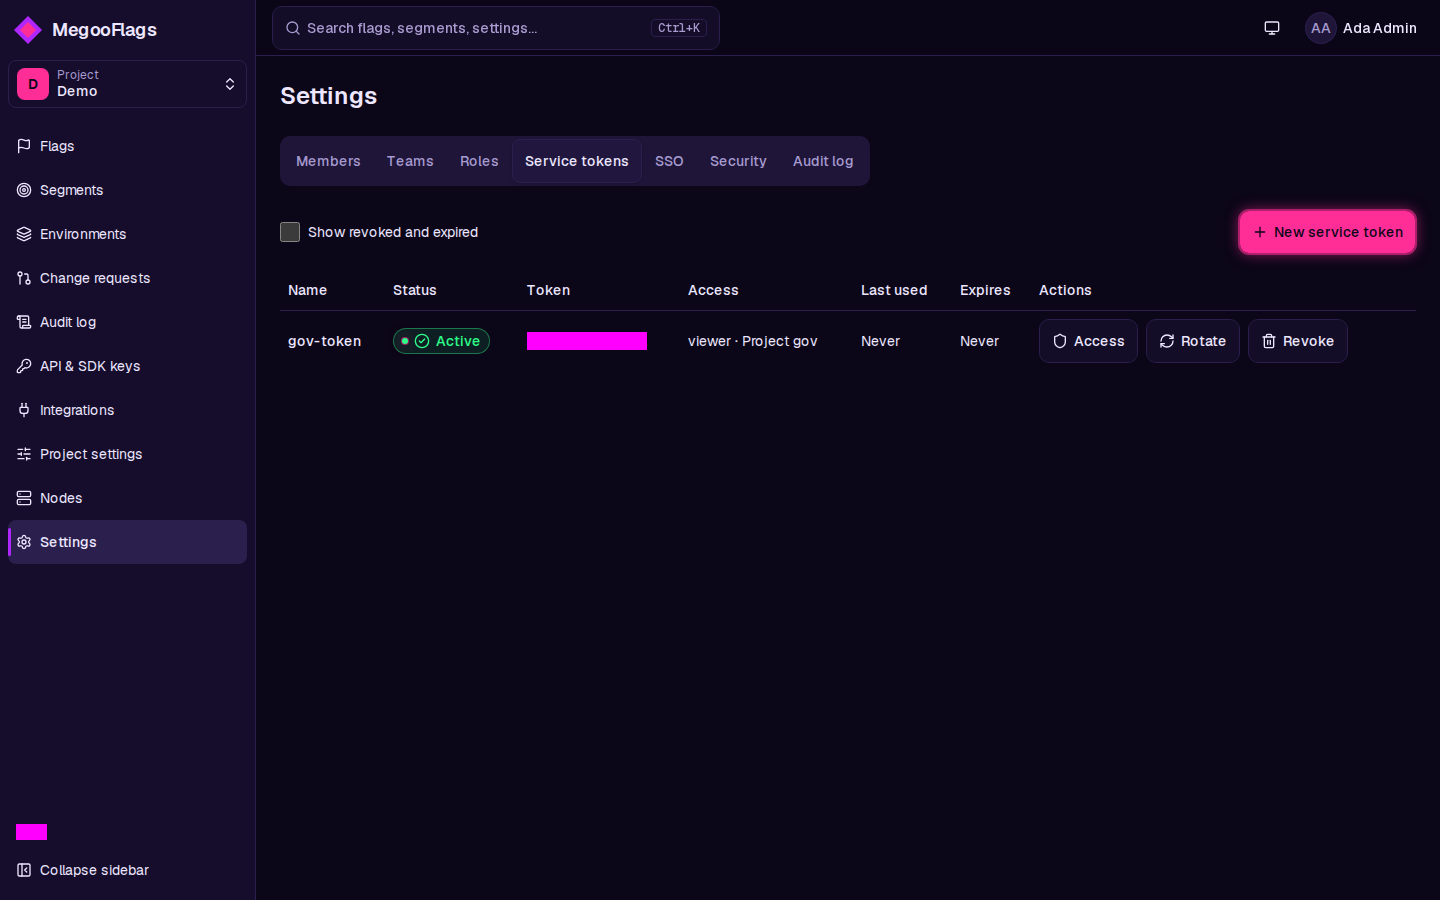 MegooFlags
Search flags, segments, settings...
Ctrl+K
AA
Ada Admin
D
Project
Demo
Flags
Segments
Environments
Change requests
Audit log
API & SDK keys
Integrations
Project settings
Nodes
Settings
Collapse sidebar
Settings
Members Teams Roles Service tokens SSO Security Audit log
Show revoked and expired
New service token
Name Status Token Access Last used Expires Actions
gov-token Active viewer · Project gov Never Never Access Rotate Revoke